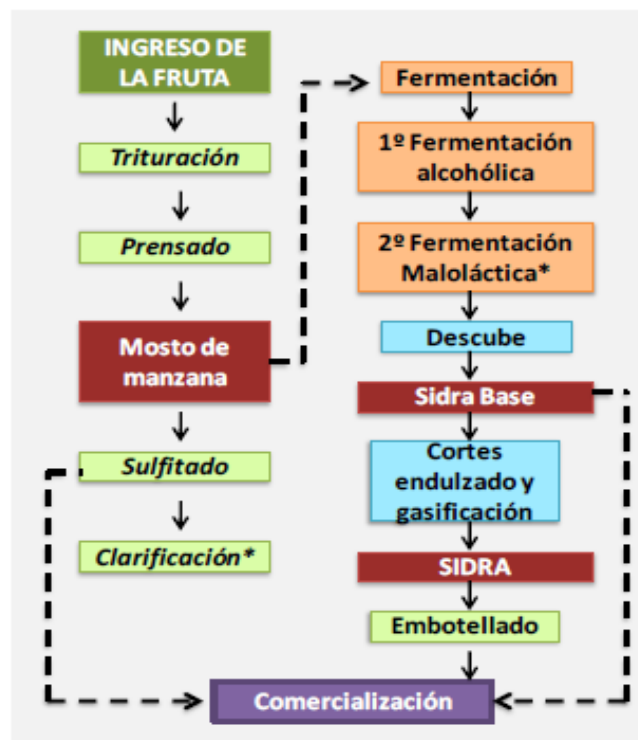 INGRESO DE
LA FRUTA
Trituración
Prensado
Mosto de
manzana
Sulfitado
Clarificación*
Fermentación
1º Fermentación
alcohólica
2º Fermentación
Maloláctica*
Descube
Sidra Base
Cortes
endulzado y
gasificación
SIDRA
Embotellado
Comercialización